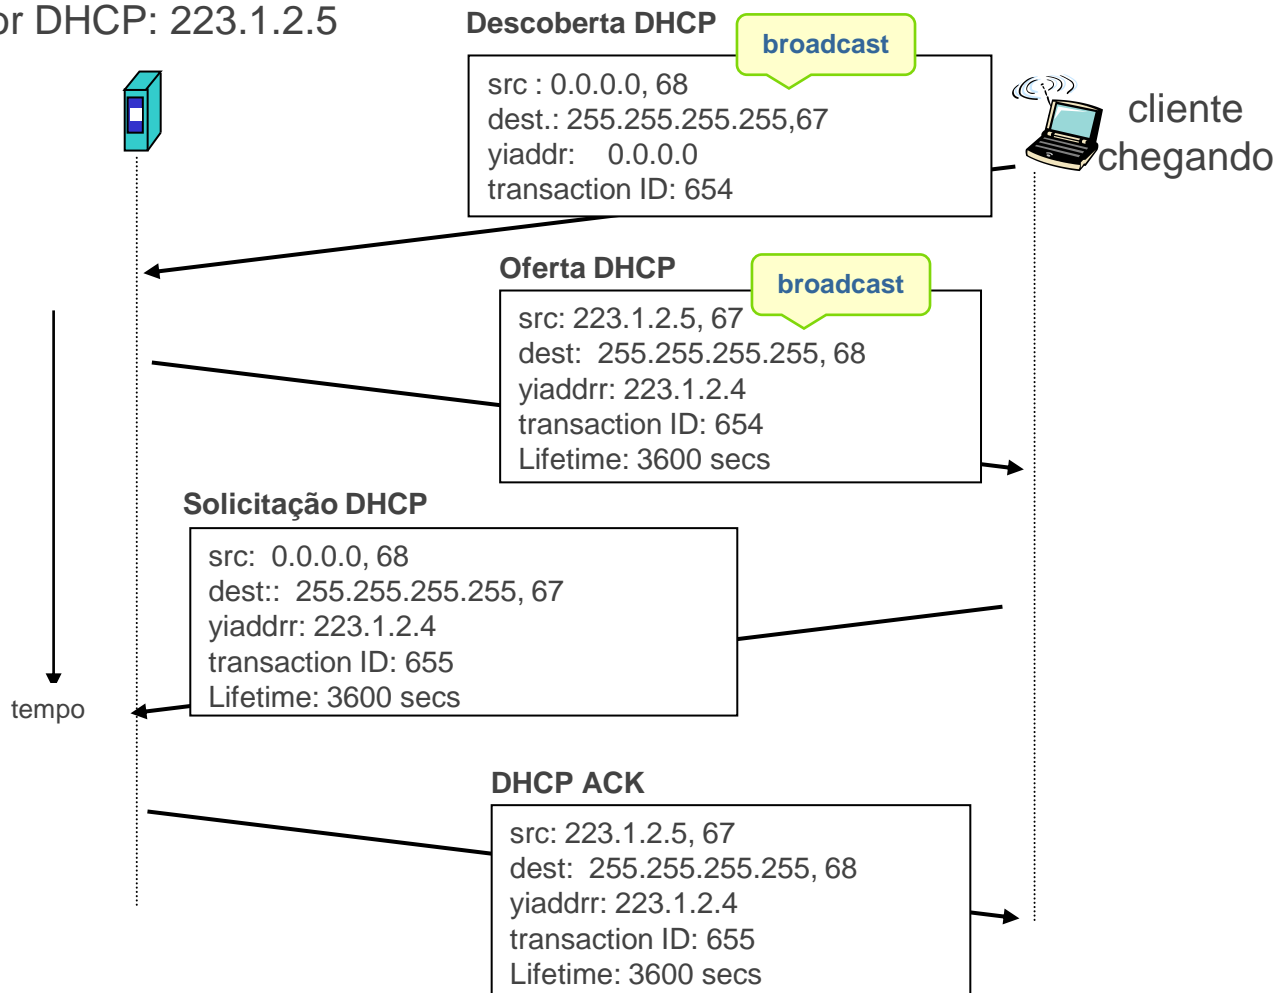 or DHCP: 223.1.2.5
Descoberta DHCP
broadcast
src : 0.0.0.0, 68
dest.: 255.255.255.255,67
yiaddr:    0.0.0.0
transaction ID: 654
cliente
chegando
Oferta DHCP
broadcast
src: 223.1.2.5, 67
dest:  255.255.255.255, 68
yiaddrr: 223.1.2.4
transaction ID: 654
Lifetime: 3600 secs
Solicitação DHCP
src:  0.0.0.0, 68
dest::  255.255.255.255, 67
yiaddrr: 223.1.2.4
transaction ID: 655
Lifetime: 3600 secs
tempo
DHCP ACK
src: 223.1.2.5, 67
dest:  255.255.255.255, 68
yiaddrr: 223.1.2.4
transaction ID: 655
Lifetime: 3600 secs